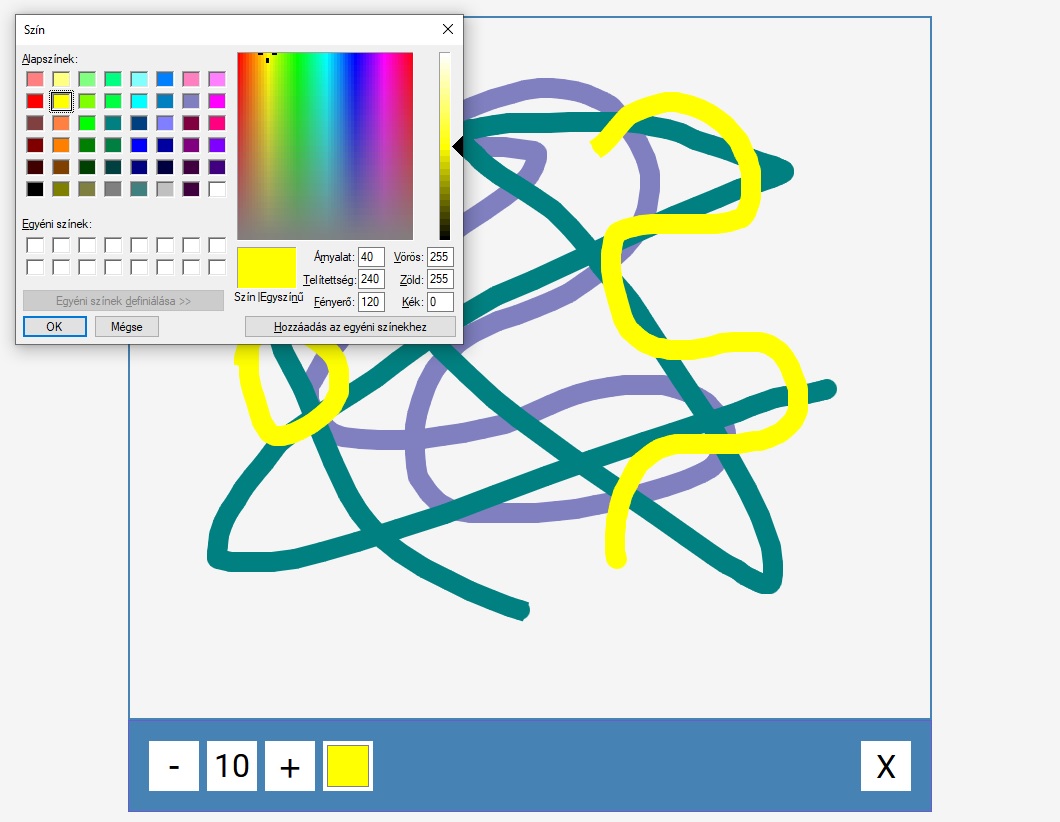 Szín
Alapszínek:
Egyéni színek:
Egyéni színek definiálása >>
OK
Mégse
Szín |Egyszínű
Árnyalat: 40
Telítettség: 240
Fényerő: 120
Vörös: 255
Zöld: 255
Kék: 0
Hozzáadás az egyéni színekhez
- 10 + X